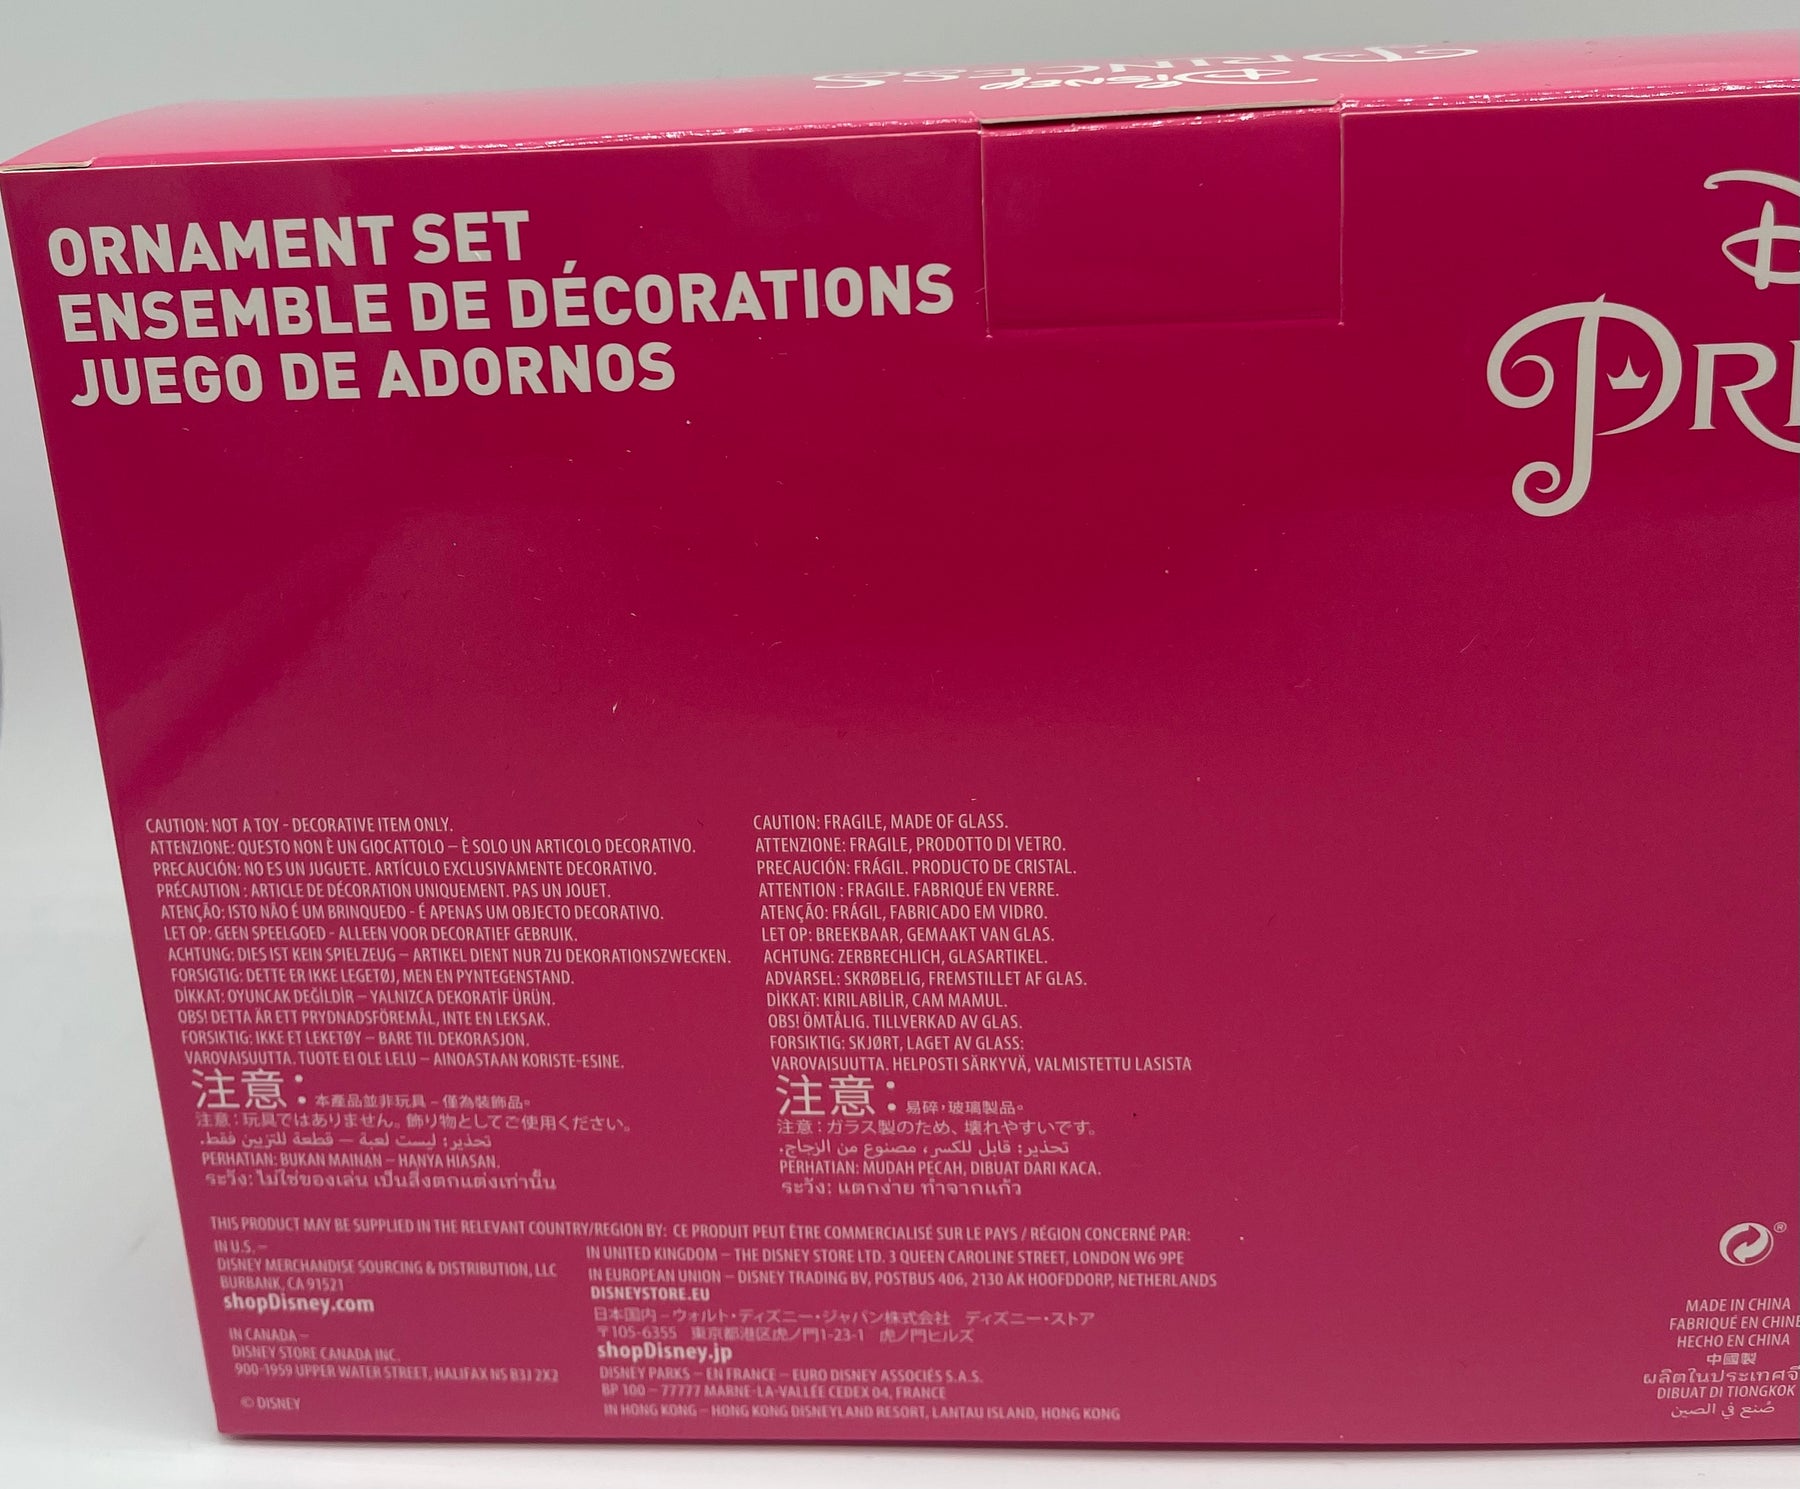 DISNEY
PRINCESS
ORNAMENT SET
ENSEMBLE DE DÉCORATIONS
JUEGO DE ADORNOS
PRI
CAUTION: NOT A TOY - DECORATIVE ITEM ONLY.
ATTENZIONE: QUESTO NON È UN GIOCATTOLO – È SOLO UN ARTICOLO DECORATIVO.
PRECAUCIÓN: NO ES UN JUGUETE. ARTÍCULO EXCLUSIVAMENTE DECORATIVO.
PRÉCAUTION : ARTICLE DE DÉCORATION UNIQUEMENT. PAS UN JOUET.
ATENÇÃO: ISTO NÃO É UM BRINQUEDO - É APENAS UM OBJECTO DECORATIVO.
LET OP: GEEN SPEELGOED - ALLEEN VOOR DECORATIEF GEBRUIK.
ACHTUNG: DIES IST KEIN SPIELZEUG – ARTIKEL DIENT NUR ZU DEKORATIONSZWECKEN.
FORSIGTIG: DETTE ER IKKE LEGETØJ, MEN EN PYNTEGENSTAND.
DİKKAT: OYUNCAK DEĞİLDİR – YALNIZCA DEKORATİF ÜRÜN.
OBS! DETTA ÄR ETT PRYDNADSFÖREMÅL, INTE EN LEKSAK.
FORSIKTIG: IKKE ET LEKETØY – BARE TIL DEKORASJON.
VAROVAISUUTTA. TUOTE EI OLE LELU – AINOASTAAN KORISTE-ESINE.
注意：本產品並非玩具 – 僅為裝飾品。
注意：玩具ではありません。飾り物としてご使用ください。
تحذير: ليست لعبة – قطعة للتزيين فقط.
PERHATIAN: BUKAN MAINAN – HANYA HIASAN.
ระวัง: ไม่ใช่ของเล่น เป็นสิ่งตกแต่งเท่านั้น
CAUTION: FRAGILE, MADE OF GLASS.
ATTENZIONE: FRAGILE, PRODOTTO DI VETRO.
PRECAUCIÓN: FRÁGIL. PRODUCTO DE CRISTAL.
ATTENTION : FRAGILE. FABRIQUÉ EN VERRE.
ATENÇÃO: FRÁGIL, FABRICADO EM VIDRO.
LET OP: BREEKBAAR, GEMAAKT VAN GLAS.
ACHTUNG: ZERBRECHLICH, GLASARTIKEL.
ADVARSEL: SKRØBELIG, FREMSTILLET AF GLAS.
DİKKAT: KIRILABİLİR, CAM MAMUL.
OBS! ÖMTÅLIG. TILLVERKAD AV GLAS.
FORSIKTIG: SKJØRT, LAGET AV GLASS:
VAROVAISUUTTA. HELPOSTI SÄRKYVÄ, VALMISTETTU LASISTA
注意：易碎，玻璃製品。
注意：ガラス製のため、壊れやすいです。
تحذير: قابل للكسر، مصنوع من الزجاج.
PERHATIAN: MUDAH PECAH, DIBUAT DARI KACA.
ระวัง: แตกง่าย ทำจากแก้ว
THIS PRODUCT MAY BE SUPPLIED IN THE RELEVANT COUNTRY/REGION BY: CE PRODUIT PEUT ÊTRE COMMERCIALISÉ SUR LE PAYS / RÉGION CONCERNÉ PAR:
IN U.S. –
DISNEY MERCHANDISE SOURCING & DISTRIBUTION, LLC
BURBANK, CA 91521
shopDisney.com
IN CANADA –
DISNEY STORE CANADA INC.
900-1959 UPPER WATER STREET, HALIFAX NS B3J 2X2
© DISNEY
IN UNITED KINGDOM – THE DISNEY STORE LTD. 3 QUEEN CAROLINE STREET, LONDON W6 9PE
IN EUROPEAN UNION – DISNEY TRADING BV, POSTBUS 406, 2130 AK HOOFDDORP, NETHERLANDS
DISNEYSTORE.EU
日本国内 – ウォルト・ディズニー・ジャパン株式会社 ディズニー・ストア
〒105-6355 東京都港区虎ノ門1-23-1 虎ノ門ヒルズ
shopDisney.jp
DISNEY PARKS – EN FRANCE – EURO DISNEY ASSOCIÉS S.A.S.
BP 100 – 77777 MARNE-LA-VALLÉE CEDEX 04, FRANCE
IN HONG KONG – HONG KONG DISNEYLAND RESORT, LANTAU ISLAND, HONG KONG
®
MADE IN CHINA
FABRIQUÉ EN CHINE
HECHO EN CHINA
中國製
ผลิตในประเทศจี
DIBUAT DI TIONGKOK
صُنع في الصين